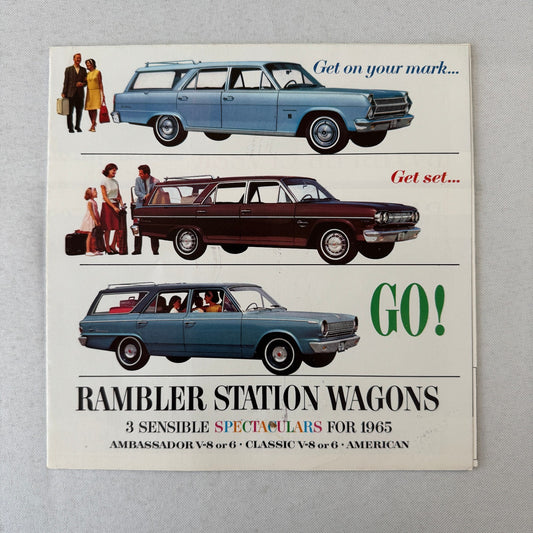 Get on your mark...
Get set...
GO!
RAMBLER STATION WAGONS
3 SENSIBLE SPECTACULARS FOR 1965
AMBASSADOR V-8 or 6 · CLASSIC V-8 or 6 · AMERICAN